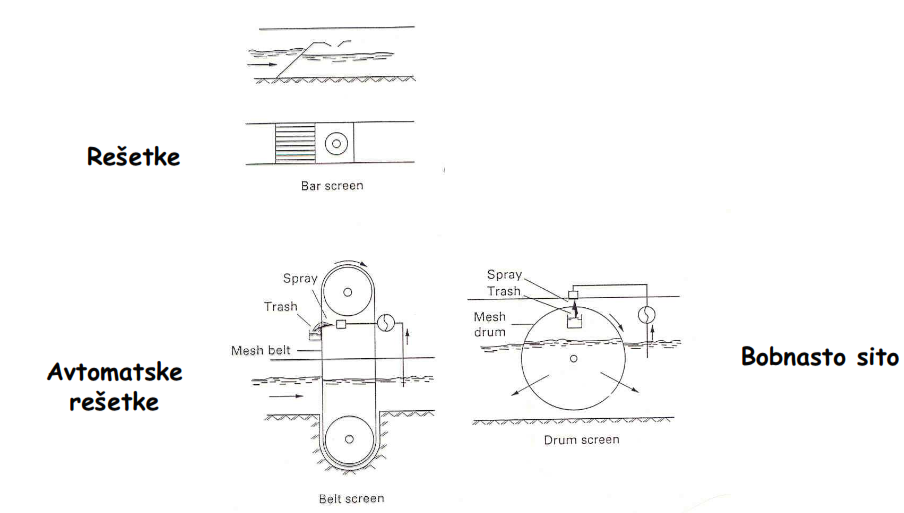 Rešetke
Bar screen
Spray
Trash
Mesh belt
Avtomatske
rešetke
Belt screen
Spray
Trash
Mesh
drum
Bobnasto sito
Drum screen